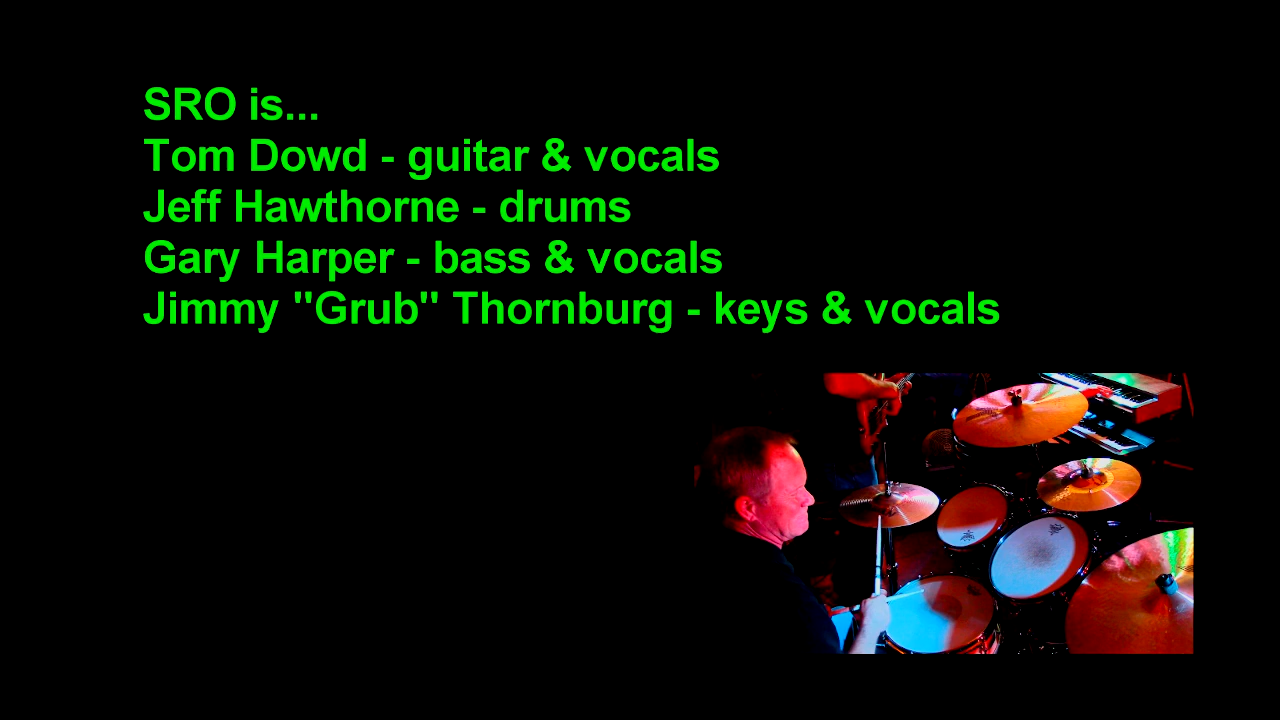 SRO is...
Tom Dowd - guitar & vocals
Jeff Hawthorne - drums
Gary Harper - bass & vocals
Jimmy "Grub" Thornburg - keys & vocals